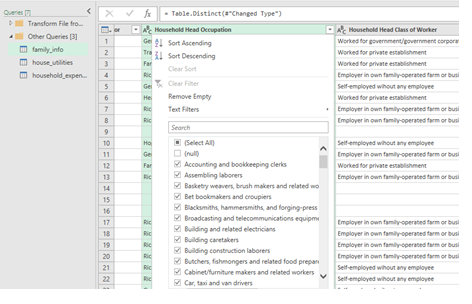 Queries [7]
Transform File fro...
Other Queries [3]
family_info
house_utilities
household_expen...
= Table.Distinct(#"Changed Type")
or
Household Head Occupation
Household Head Class of Worker
1 Ge Worked for government/government corporat
2 Tra Worked for private establishment
3 Far Worked for private establishment
4 Ric Employer in own family-operated farm or busi
5 Ge Self-employed wihout any employee
6 He Worked for private establishment
7 Ric Employer in own family-operated farm or busi
8 Ric Employer in own family-operated farm or busi
9
10 Ho Self-employed wihout any employee
11 Ge Employer in own family-operated farm or busi
12 Far Worked for private establishment
13 Ric Employer in own family-operated farm or busi
14
15
16
17 Ric Employer in own family-operated farm or busi
18 Ric Employer in own family-operated farm or busi
19 Ric Employer in own family-operated farm or busi
20 Ric Employer in own family-operated farm or busi
21 Ric Self-employed wihout any employee
22 Self-employed wihout any employee
Sort Ascending
Sort Descending
Clear Sort
Clear Filter
Remove Empty
Text Filters
Search
(Select All)
(null)
Accounting and bookkeeping clerks
Assembling laborers
Basketry weavers, brush makers and related wo
Bet bookmakers and croupiers
Blacksmiths, hammersmiths, and forging-press
Broadcasting and telecommunications equipme
Building and related electricians
Building caretakers
Building construction laborers
Butchers, fishmongers and related food prepare
Cabinet/furniture makers and related workers
Car, taxi and van drivers